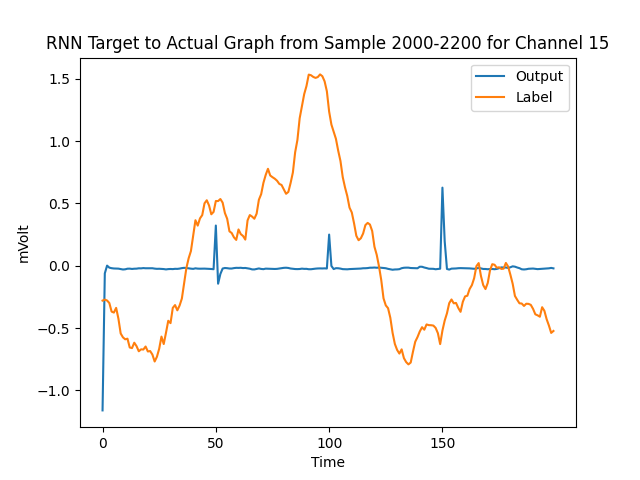 RNN Target to Actual Graph from Sample 2000-2200 for Channel 15
Output
Label
1.5
1.0
0.5
0.0
−0.5
−1.0
mVolt
0
50
100
150
Time